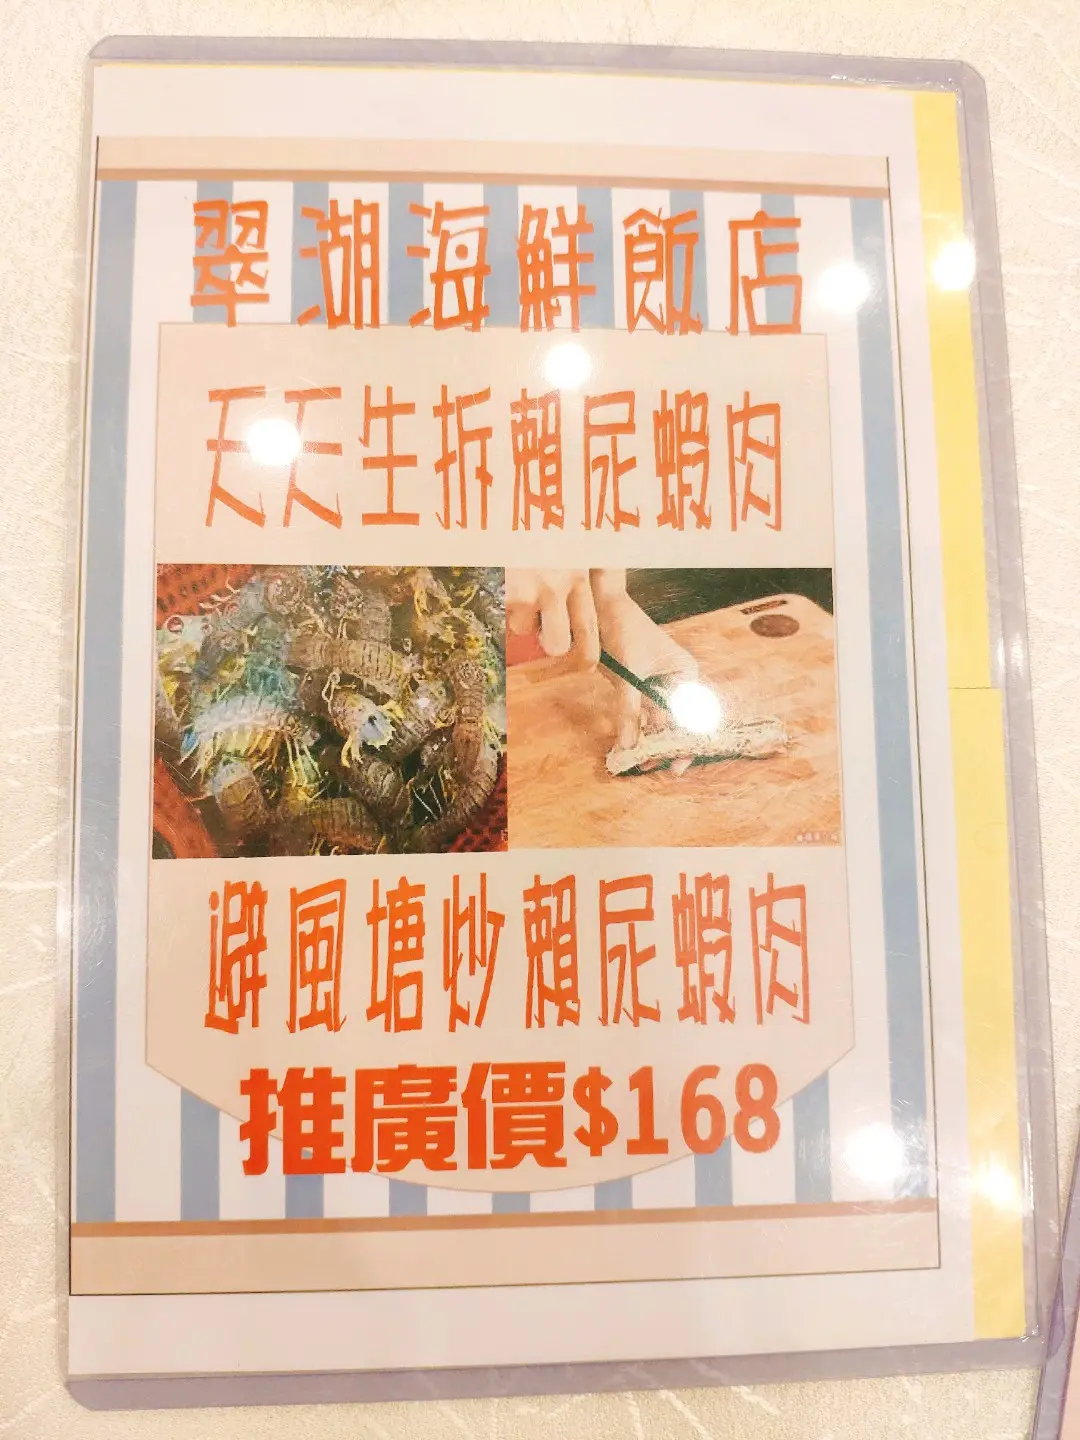 翠湖海鮮飯店
天天生拆賴尿蝦肉
避風塘炒賴尿蝦肉
推廣價$168